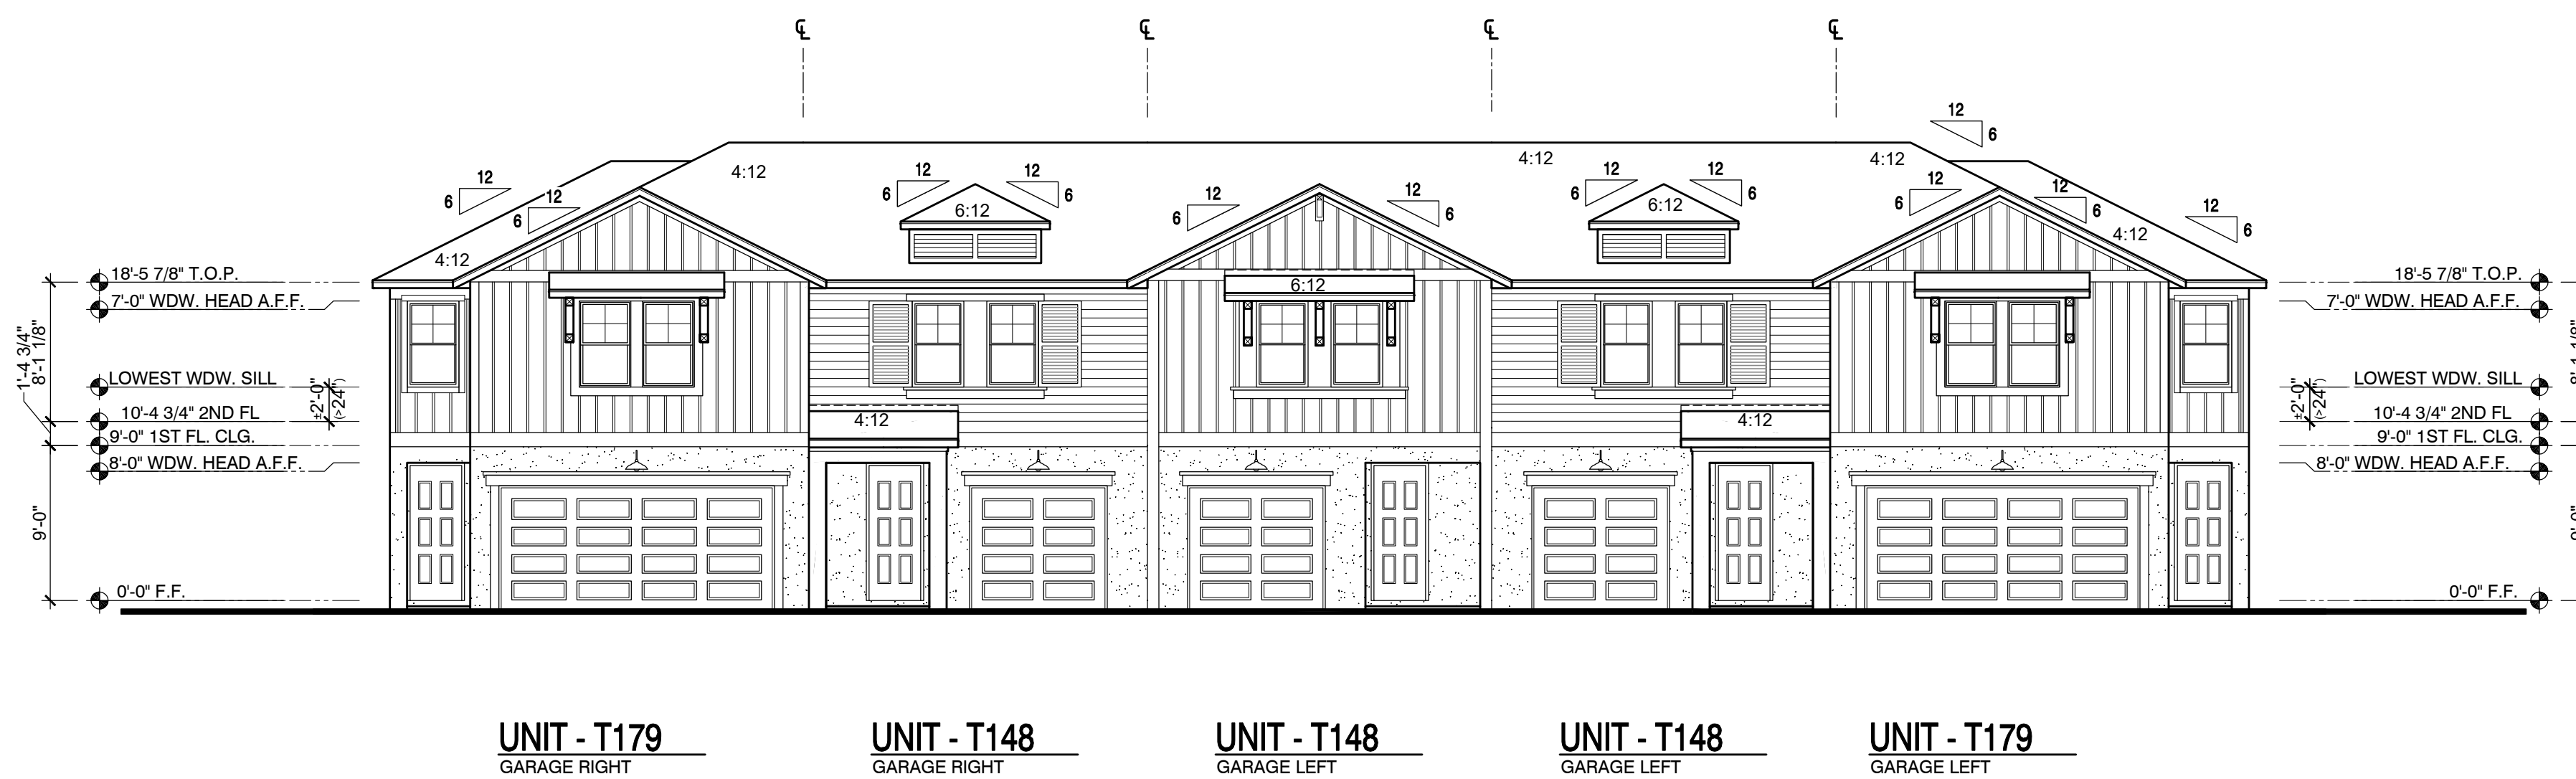 ℄ ℄ ℄ ℄
12
6
12
6
12
6
4:12
12
6
12
6
6:12
12
6
12
6
4:12
12
6
12
6
6:12
4:12
12
6
12
6
12
6
4:12
4:12
18'-5 7/8" T.O.P.
7'-0" WDW. HEAD A.F.F.
LOWEST WDW. SILL
10'-4 3/4" 2ND FL
9'-0" 1ST FL. CLG.
8'-0" WDW. HEAD A.F.F.
0'-0" F.F.
1'-4 3/4"
8'-1 1/8"
9'-0"
±2'-0"
(>24")
6:12
4:12
4:12
18'-5 7/8" T.O.P.
7'-0" WDW. HEAD A.F.F.
LOWEST WDW. SILL
10'-4 3/4" 2ND FL
9'-0" 1ST FL. CLG.
8'-0" WDW. HEAD A.F.F.
0'-0" F.F.
±2'-0"
(>24")
UNIT - T179
GARAGE RIGHT
UNIT - T148
GARAGE RIGHT
UNIT - T148
GARAGE LEFT
UNIT - T148
GARAGE LEFT
UNIT - T179
GARAGE LEFT